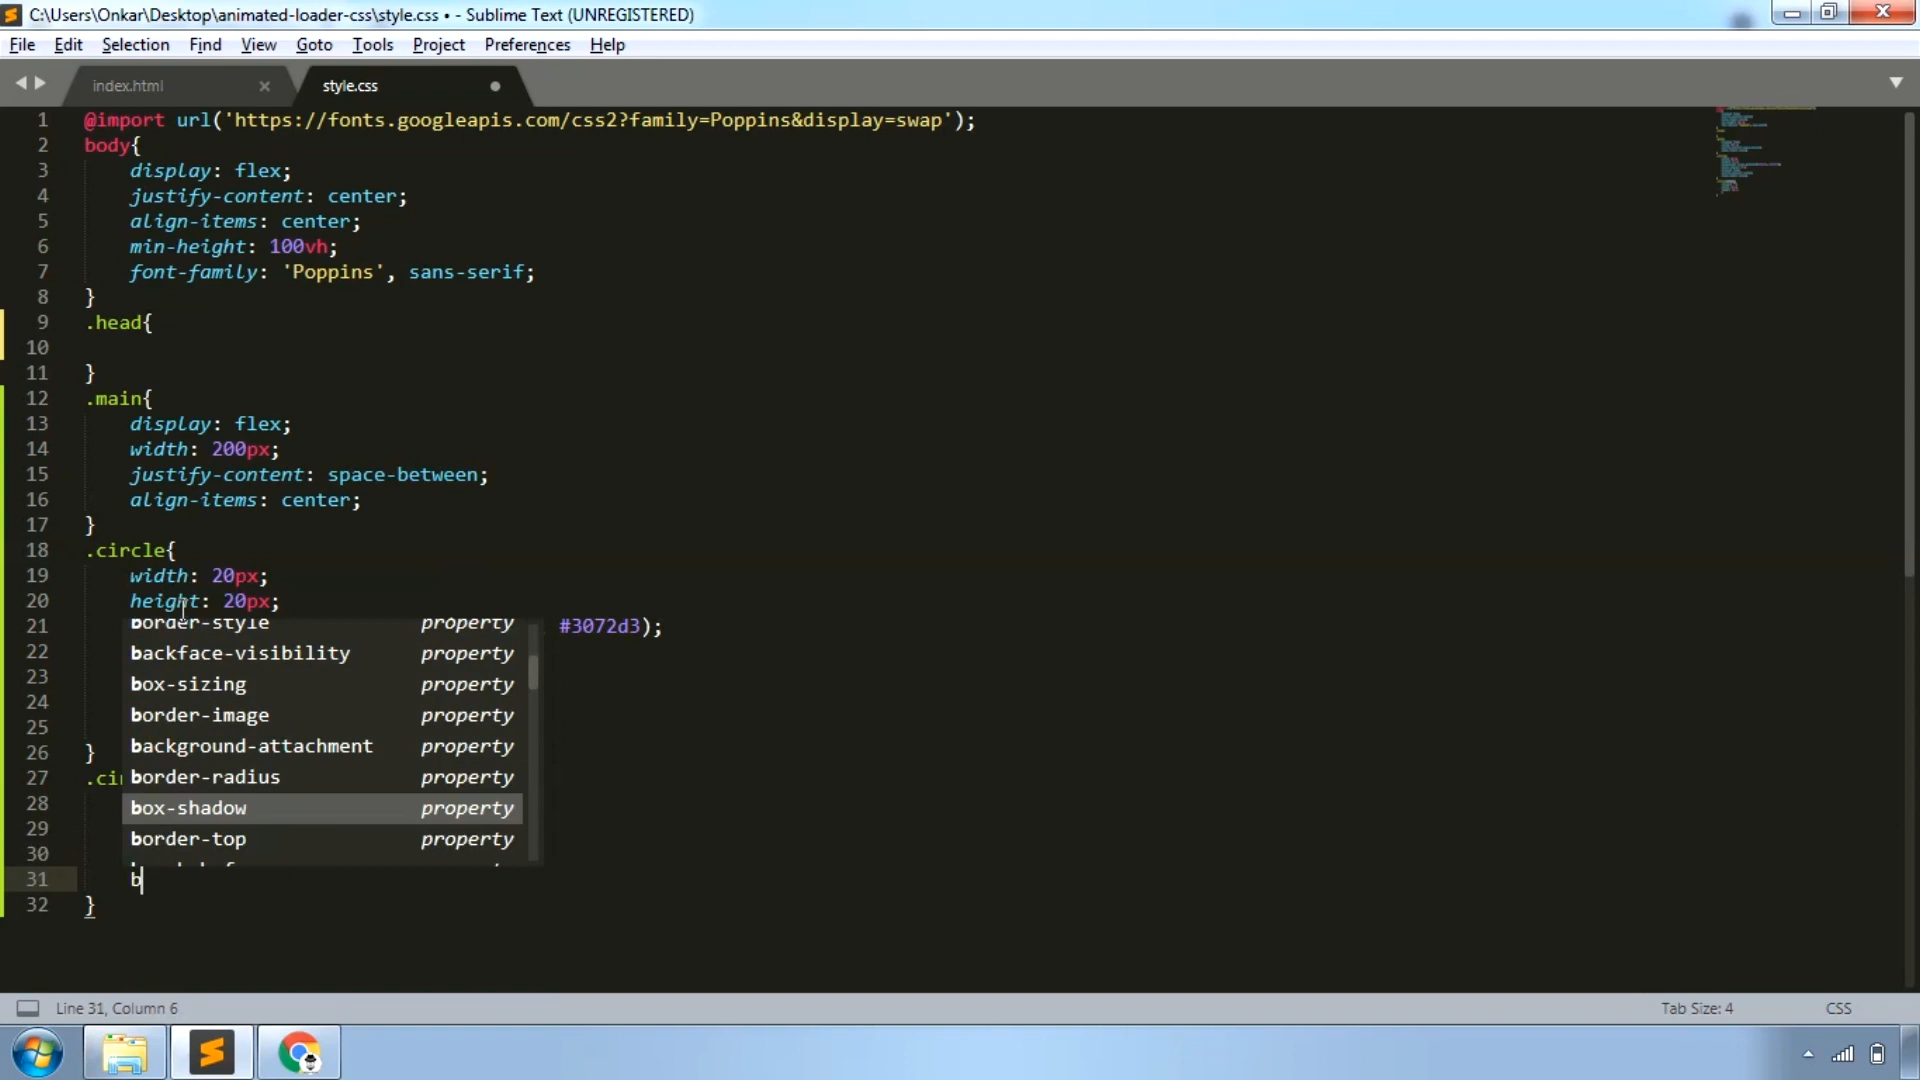 C:\Users\Onkar\Desktop\animated-loader-css\style.css • - Sublime Text (UNREGISTERED)
File Edit Selection Find View Goto Tools Project Preferences Help
index.html × style.css
1 @import url('https://fonts.googleapis.com/css2?family=Poppins&display=swap');
2 body{
3 display: flex;
4 justify-content: center;
5 align-items: center;
6 min-height: 100vh;
7 font-family: 'Poppins', sans-serif;
8 }
9 .head{
10
11 }
12 .main{
13 display: flex;
14 width: 200px;
15 justify-content: space-between;
16 align-items: center;
17 }
18 .circle{
19 width: 20px;
20 height: 20px;
21 #3072d3);
border-style property
22
backface-visibility property
23
box-sizing property
24
border-image property
25
background-attachment property
26 }
border-radius property
27 .ci
box-shadow property
28
29
border-top property
30
31 b
32 }
Line 31, Column 6 Tab Size: 4 CSS